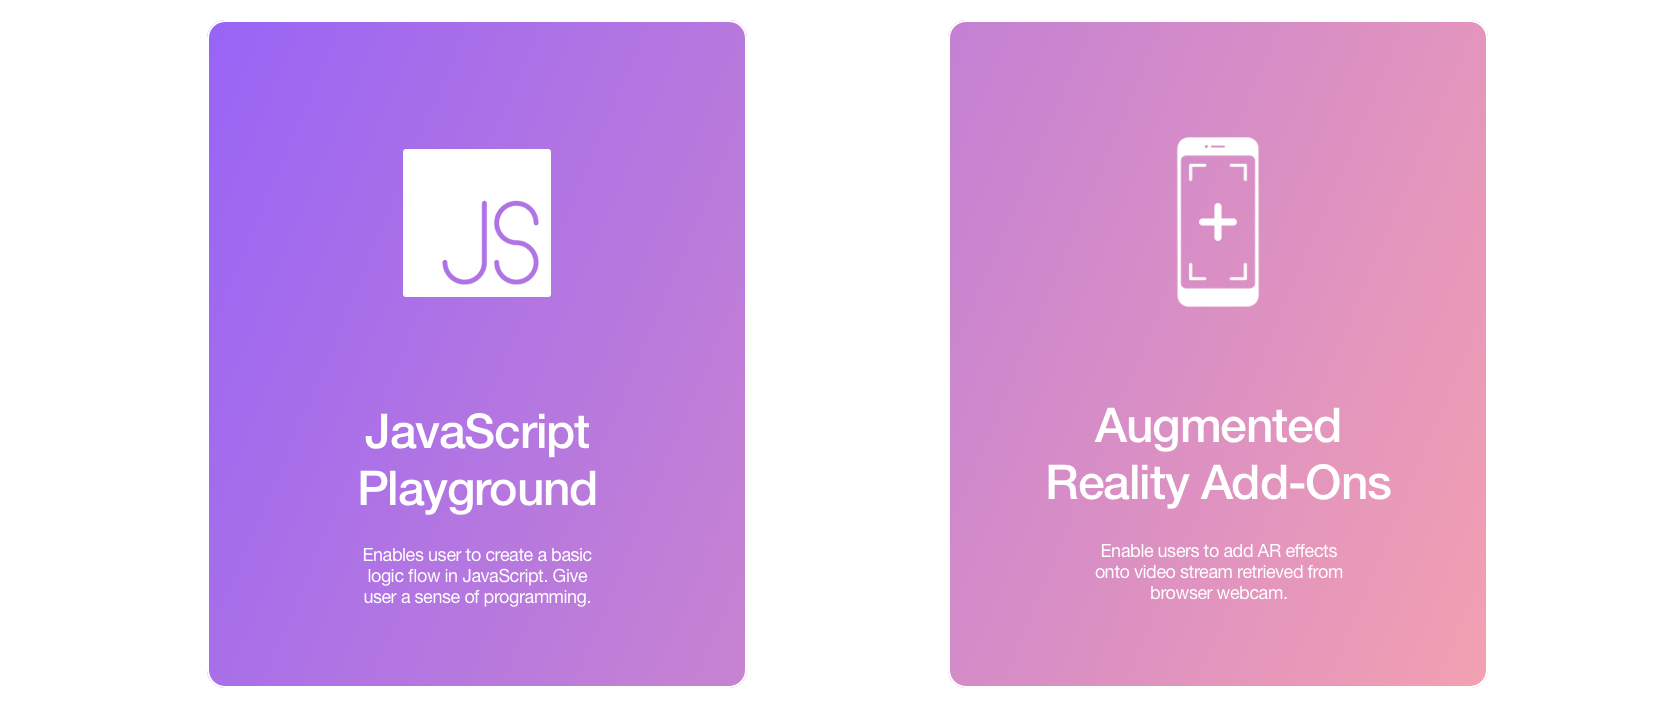 JS
JavaScript
Playground
Enables user to create a basic
logic flow in JavaScript. Give
user a sense of programming.
Augmented
Reality Add-Ons
Enable users to add AR effects
onto video stream retrieved from
browser webcam.